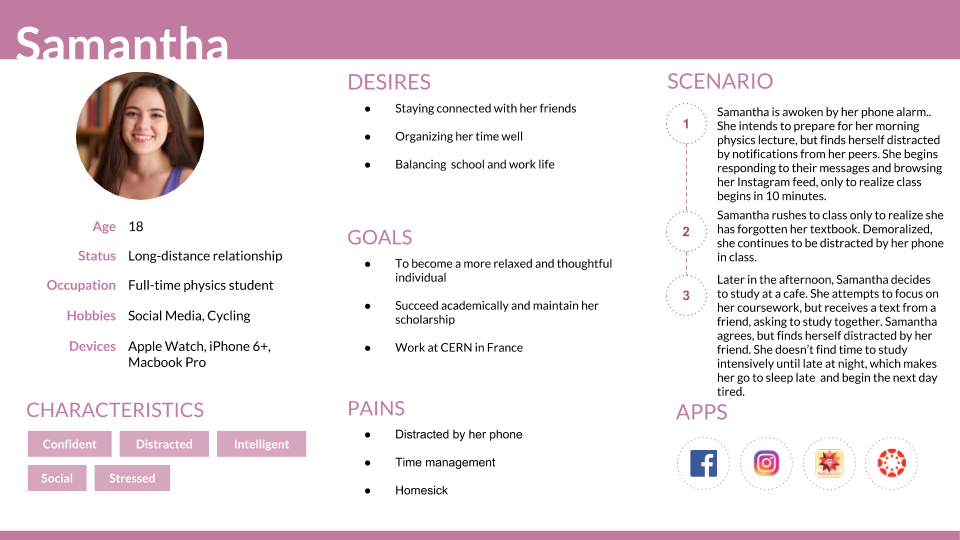 Samantha
Age 18
Status Long-distance relationship
Occupation Full-time physics student
Hobbies Social Media, Cycling
Devices Apple Watch, iPhone 6+,
Macbook Pro
CHARACTERISTICS
Confident Distracted Intelligent
Social Stressed
DESIRES
● Staying connected with her friends
● Organizing her time well
● Balancing  school and work life
GOALS
● To become a more relaxed and thoughtful
individual
● Succeed academically and maintain her
scholarship
● Work at CERN in France
PAINS
● Distracted by her phone
● Time management
● Homesick
SCENARIO
1
Samantha is awoken by her phone alarm..
She intends to prepare for her morning
physics lecture, but finds herself distracted
by notifications from her peers. She begins
responding to their messages and browsing
her Instagram feed, only to realize class
begins in 10 minutes.
2
Samantha rushes to class only to realize she
has forgotten her textbook. Demoralized,
she continues to be distracted by her phone
in class.
3
Later in the afternoon, Samantha decides
to study at a cafe. She attempts to focus on
her coursework, but receives a text from a
friend, asking to study together. Samantha
agrees, but finds herself distracted by her
friend. She doesn’t find time to study
intensively until late at night, which makes
her go to sleep late  and begin the next day
tired.
APPS